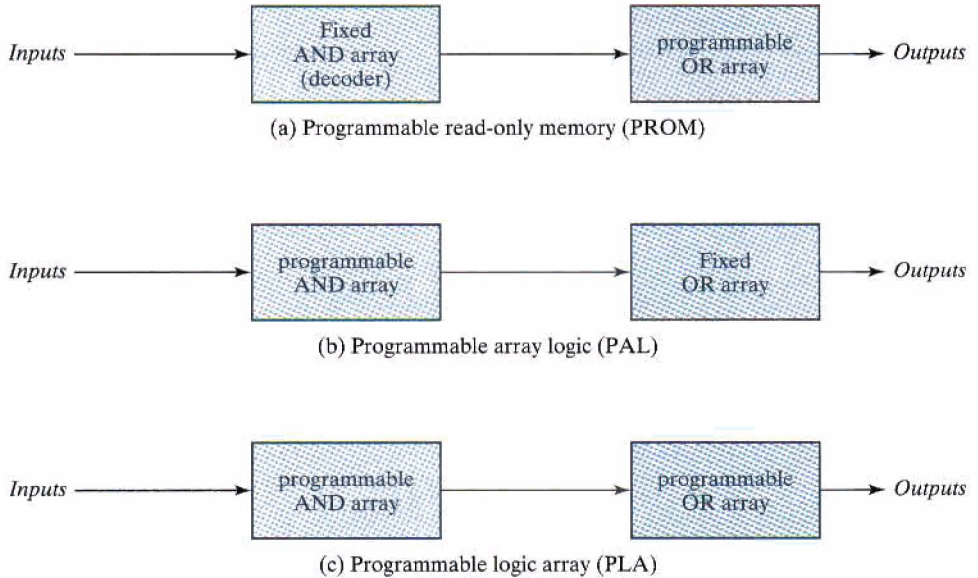 Inputs
Fixed
AND array
(decoder)
programmable
OR array
Outputs
(a) Programmable read-only memory (PROM)
Inputs
programmable
AND array
Fixed
OR array
Outputs
(b) Programmable array logic (PAL)
Inputs
programmable
AND array
programmable
OR array
Outputs
(c) Programmable logic array (PLA)